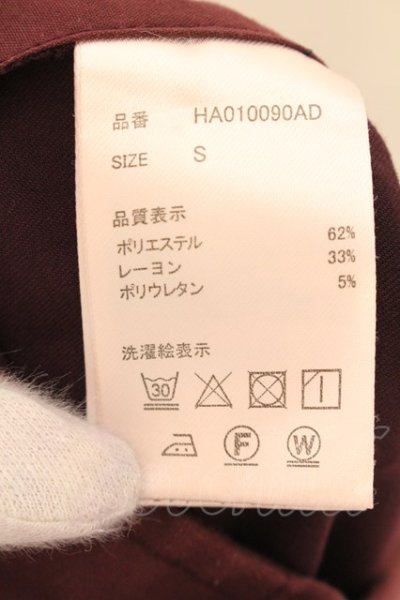 品番 HA010090AD
SIZE S
品質表示
ポリエステル 62%
レーヨン 33%
ポリウレタン 5%
洗濯絵表示
30
F W